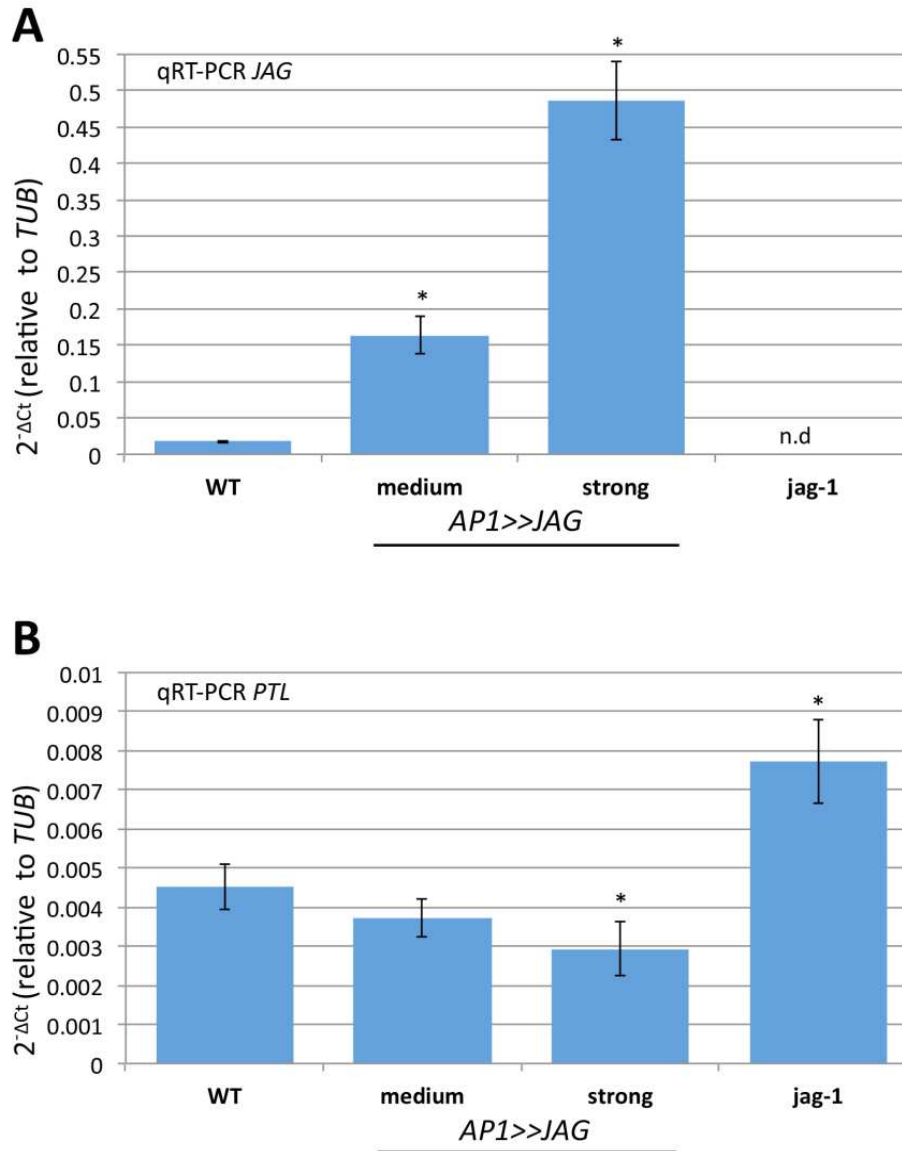 A
qRT-PCR JAG
*
*
0.55
0.5
0.45
0.4
0.35
0.3
0.25
0.2
0.15
0.1
0.05
0
2^-ΔCt (relative to TUB)
n.d
WT medium strong jag-1
AP1>>JAG
B
qRT-PCR PTL
*
*
0.01
0.009
0.008
0.007
0.006
0.005
0.004
0.003
0.002
0.001
0
2^-ΔCt (relative to TUB)
WT medium strong jag-1
AP1>>JAG